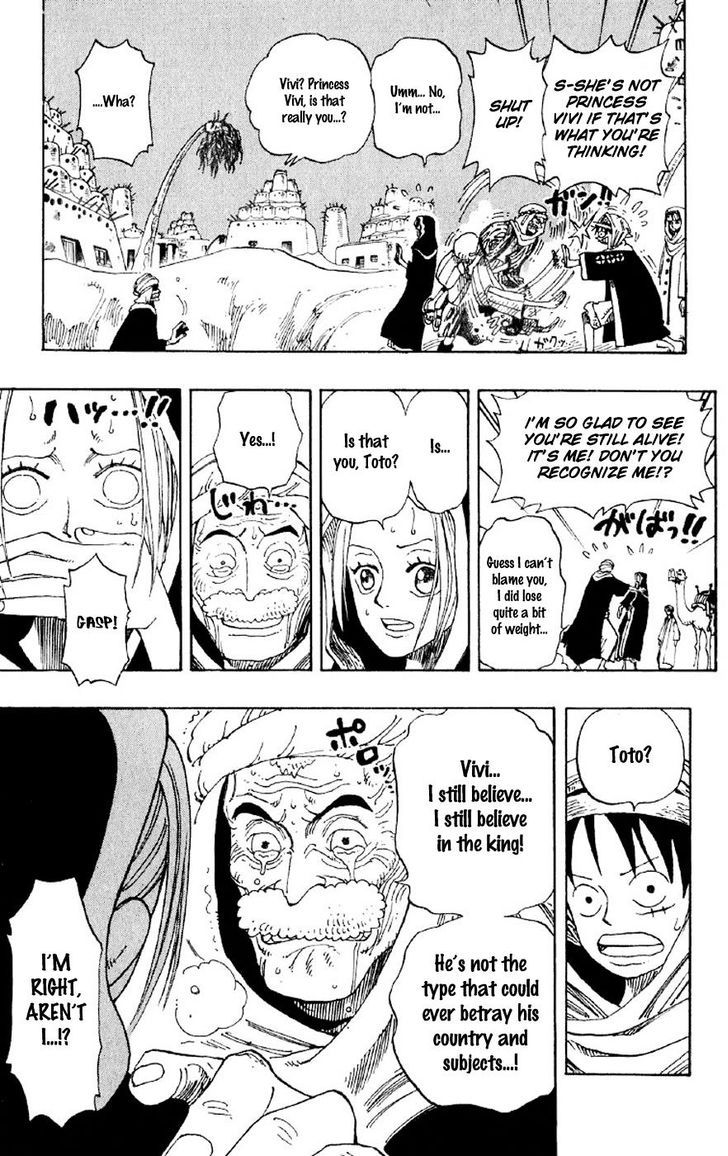 S-SHE'S NOT
PRINCESS
VIVI IF THAT'S
WHAT YOU'RE
THINKING!
SHUT
UP!
Umm... No,
I'm not...
Vivi? Princess
Vivi, is that
really you...?
....Wha?
ガン!!
ガクッ
I'M SO GLAD TO SEE
YOU'RE STILL ALIVE!
IT'S ME! DON'T YOU
RECOGNIZE ME!?
がばっ!!
Guess I can't
blame you,
I did lose
quite a bit
of weight...
Is...
Is that
you, Toto?
Yes...!
じわ...
ハッ...!!
GASP!
Toto?
Vivi...
I still believe...
I still believe
in the king!
ポロッ...
He's not the
type that could
ever betray his
country and
subjects...!
I'M
RIGHT,
AREN'T
I...!?